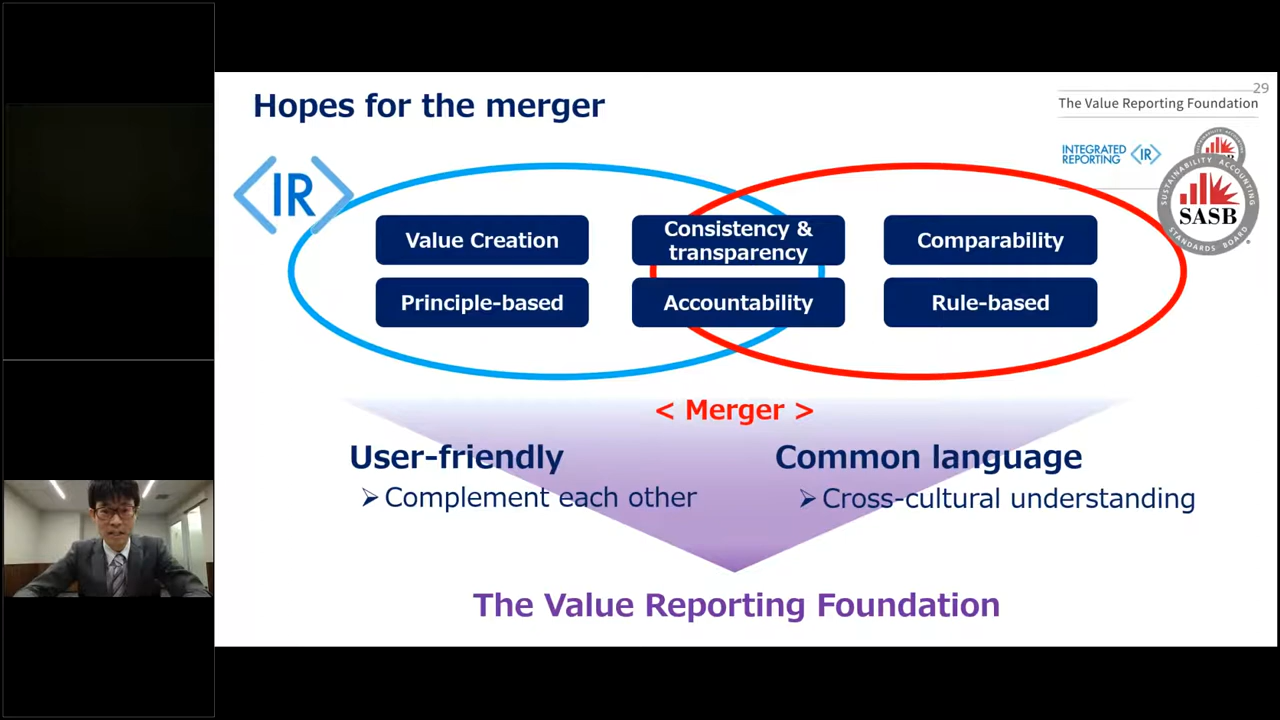 29
Hopes for the merger
The Value Reporting Foundation
INTEGRATED
REPORTING
<IR>
<IR>
SUSTAINABILITY ACCOUNTING
SASB
STANDARDS BOARD
Value Creation
Consistency &
transparency
Comparability
Principle-based
Accountability
Rule-based
< Merger >
User-friendly
Common language
➢Complement each other
➢Cross-cultural understanding
The Value Reporting Foundation